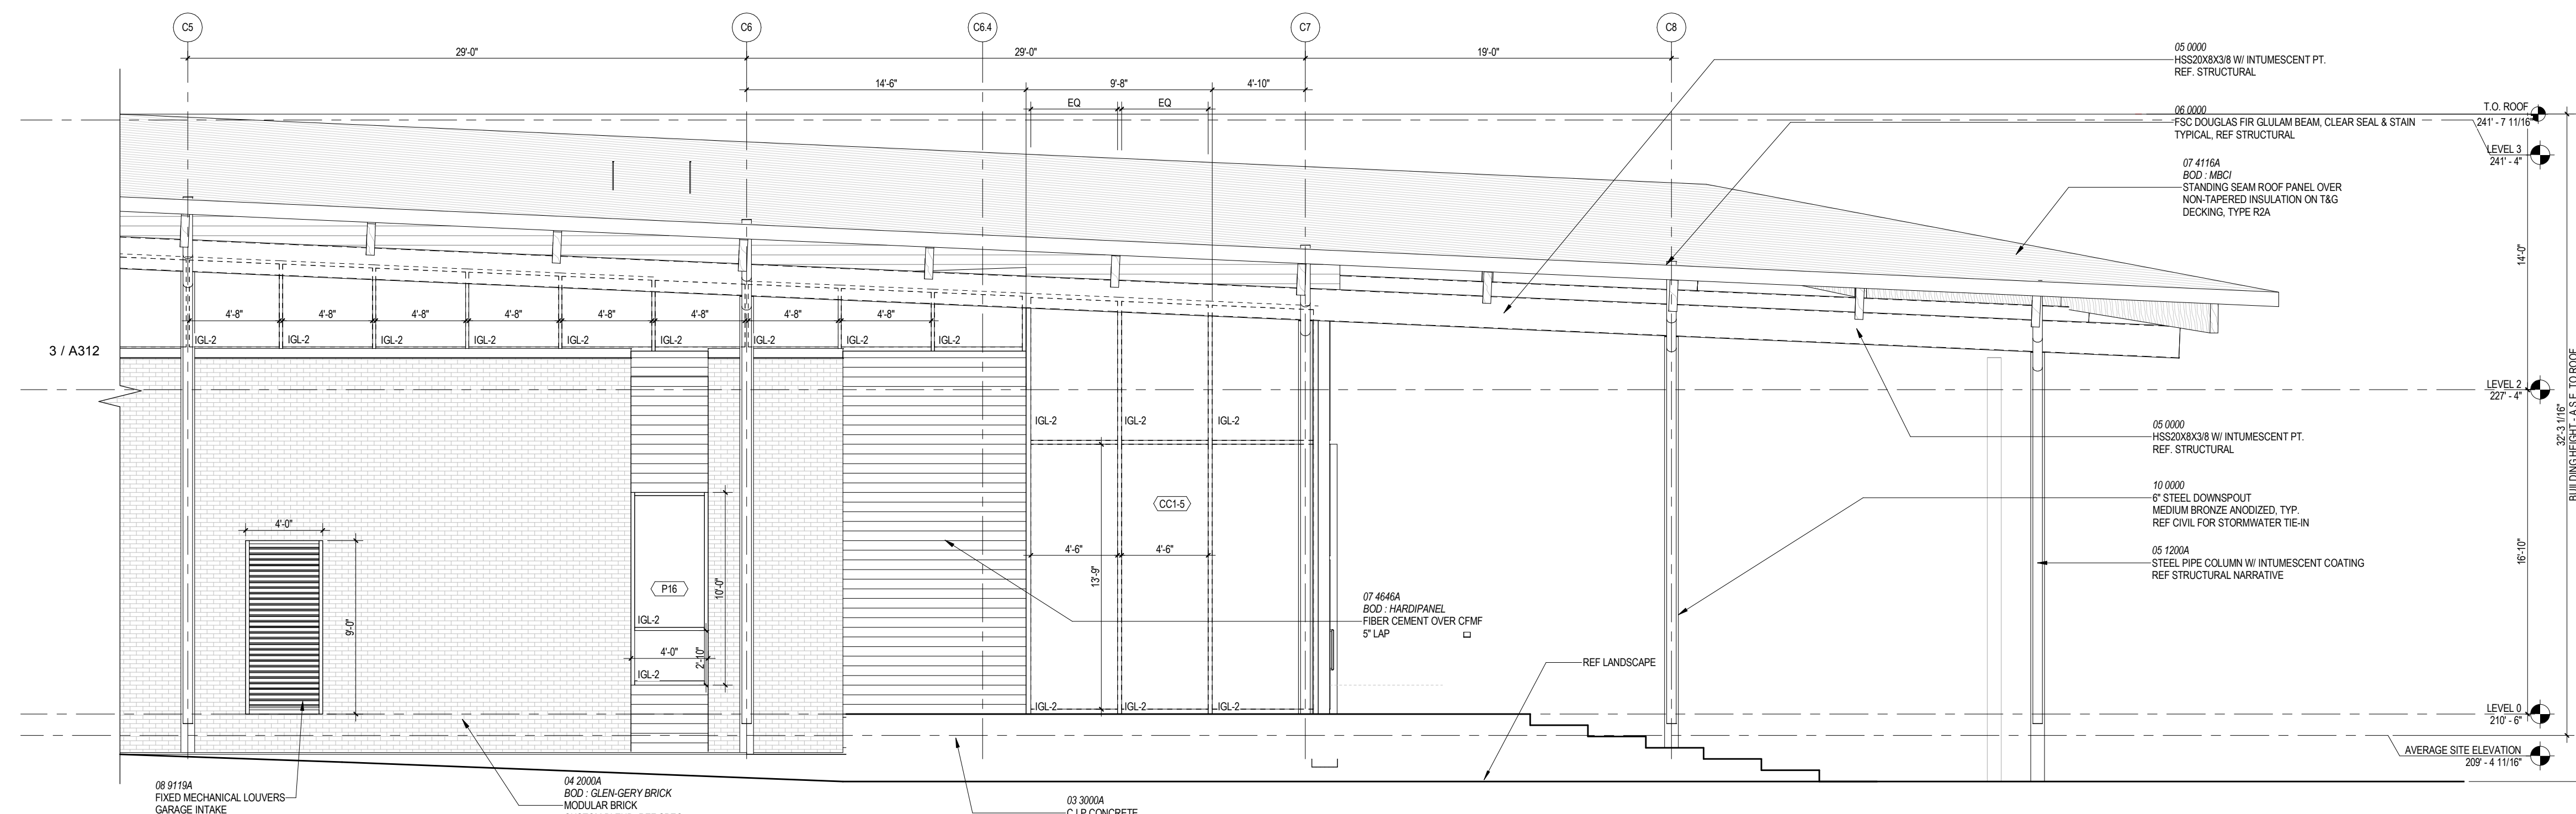 C5
C6
C6.4
C7
C8
29'-0"
29'-0"
19'-0"
14'-6"
9'-8"
4'-10"
EQ
EQ
05 0000
HSS20X8X3/8 W/ INTUMESCENT PT.
REF. STRUCTURAL
06 0000
FSC DOUGLAS FIR GLULAM BEAM, CLEAR SEAL & STAIN
TYPICAL, REF STRUCTURAL
07 4116A
BOD : MBCI
STANDING SEAM ROOF PANEL OVER
NON-TAPERED INSULATION ON T&G
DECKING, TYPE R2A
T.O. ROOF
241' - 7 11/16"
LEVEL 3
241' - 4"
14'-0"
4'-8"
4'-8"
4'-8"
4'-8"
4'-8"
4'-8"
4'-8"
4'-8"
IGL-2
IGL-2
IGL-2
IGL-2
IGL-2
IGL-2
IGL-2
IGL-2
IGL-2
3 / A312
LEVEL 2
227' - 4"
32'-3 1/16"
BUILDING HEIGHT - A.S.E. TO ROOF
IGL-2
IGL-2
IGL-2
05 0000
HSS20X8X3/8 W/ INTUMESCENT PT.
REF. STRUCTURAL
10 0000
6" STEEL DOWNSPOUT
MEDIUM BRONZE ANODIZED, TYP.
REF CIVIL FOR STORMWATER TIE-IN
05 1200A
STEEL PIPE COLUMN W/ INTUMESCENT COATING
REF STRUCTURAL NARRATIVE
16'-10"
CC1-5
4'-0"
9'-0"
P16
10'-0"
IGL-2
4'-0"
2'-10"
IGL-2
4'-6"
4'-6"
13'-9"
07 4646A
BOD : HARDIPANEL
FIBER CEMENT OVER CFMF
5" LAP
REF LANDSCAPE
IGL-2
IGL-2
IGL-2
LEVEL 0
210' - 6"
AVERAGE SITE ELEVATION
209' - 4 11/16"
08 9119A
FIXED MECHANICAL LOUVERS
GARAGE INTAKE
04 2000A
BOD : GLEN-GERY BRICK
MODULAR BRICK
03 3000A
C.I.P CONCRETE